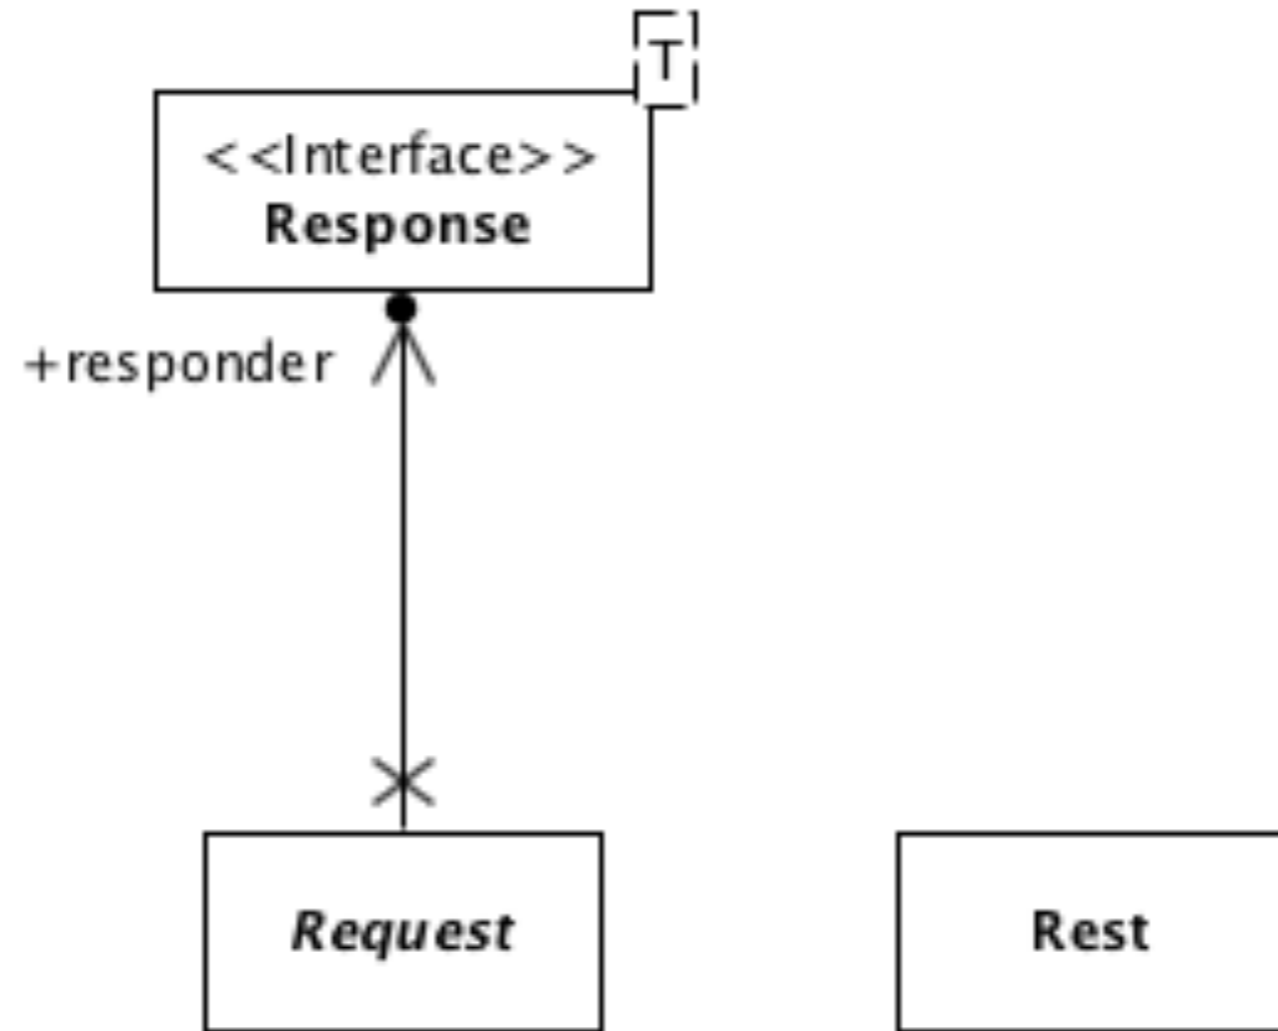 T
<<Interface>>
Response
+responder
Request
Rest